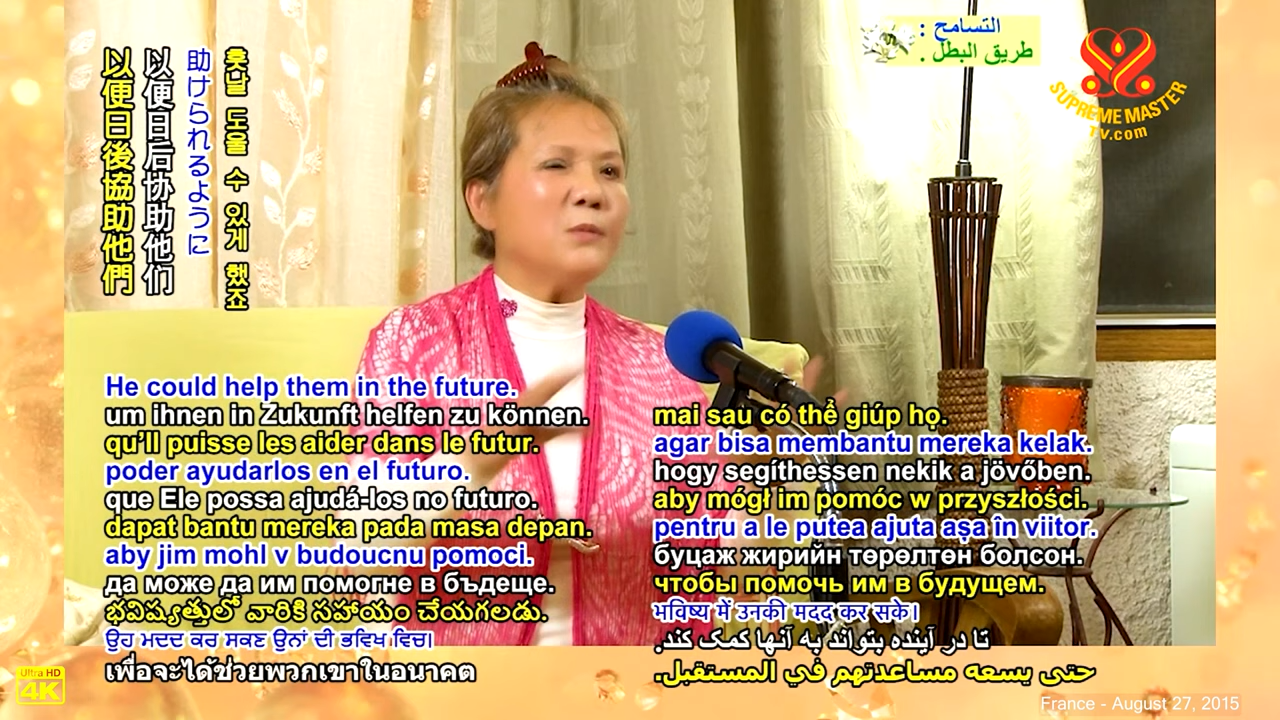 التسامح :
طريق البطل .
SUPREME MASTER
TV.com
훗날 도울 수 있게 했죠
助けられるように
以便日后协助他们
以便日後協助他們
He could help them in the future.
um ihnen in Zukunft helfen zu können.
qu'Il puisse les aider dans le futur.
poder ayudarlos en el futuro.
que Ele possa ajudá-los no futuro.
dapat bantu mereka pada masa depan.
aby jim mohl v budoucnu pomoci.
да може да им помогне в бъдеще.
భవిష్యత్తులో వారికి సహాయం చేయగలడు.
ਉਹ ਮਦਦ ਕਰ ਸਕਣ ਉਨਾਂ ਦੀ ਭਵਿਖ ਵਿਚ।
เพื่อจะได้ช่วยพวกเขาในอนาคต
mai sau có thể giúp họ.
agar bisa membantu mereka kelak.
hogy segíthessen nekik a jövőben.
aby mógł im pomóc w przyszłości.
pentru a le putea ajuta așa în viitor.
буцаж жирийн төрөлтөн болсон.
чтобы помочь им в будущем.
भविष्य में उनकी मदद कर सके।
تا در آینده بتواند به آنها کمک کند.
حتى يسعه مساعدتهم في المستقبل.
Ultra HD
4K
France - August 27, 2015